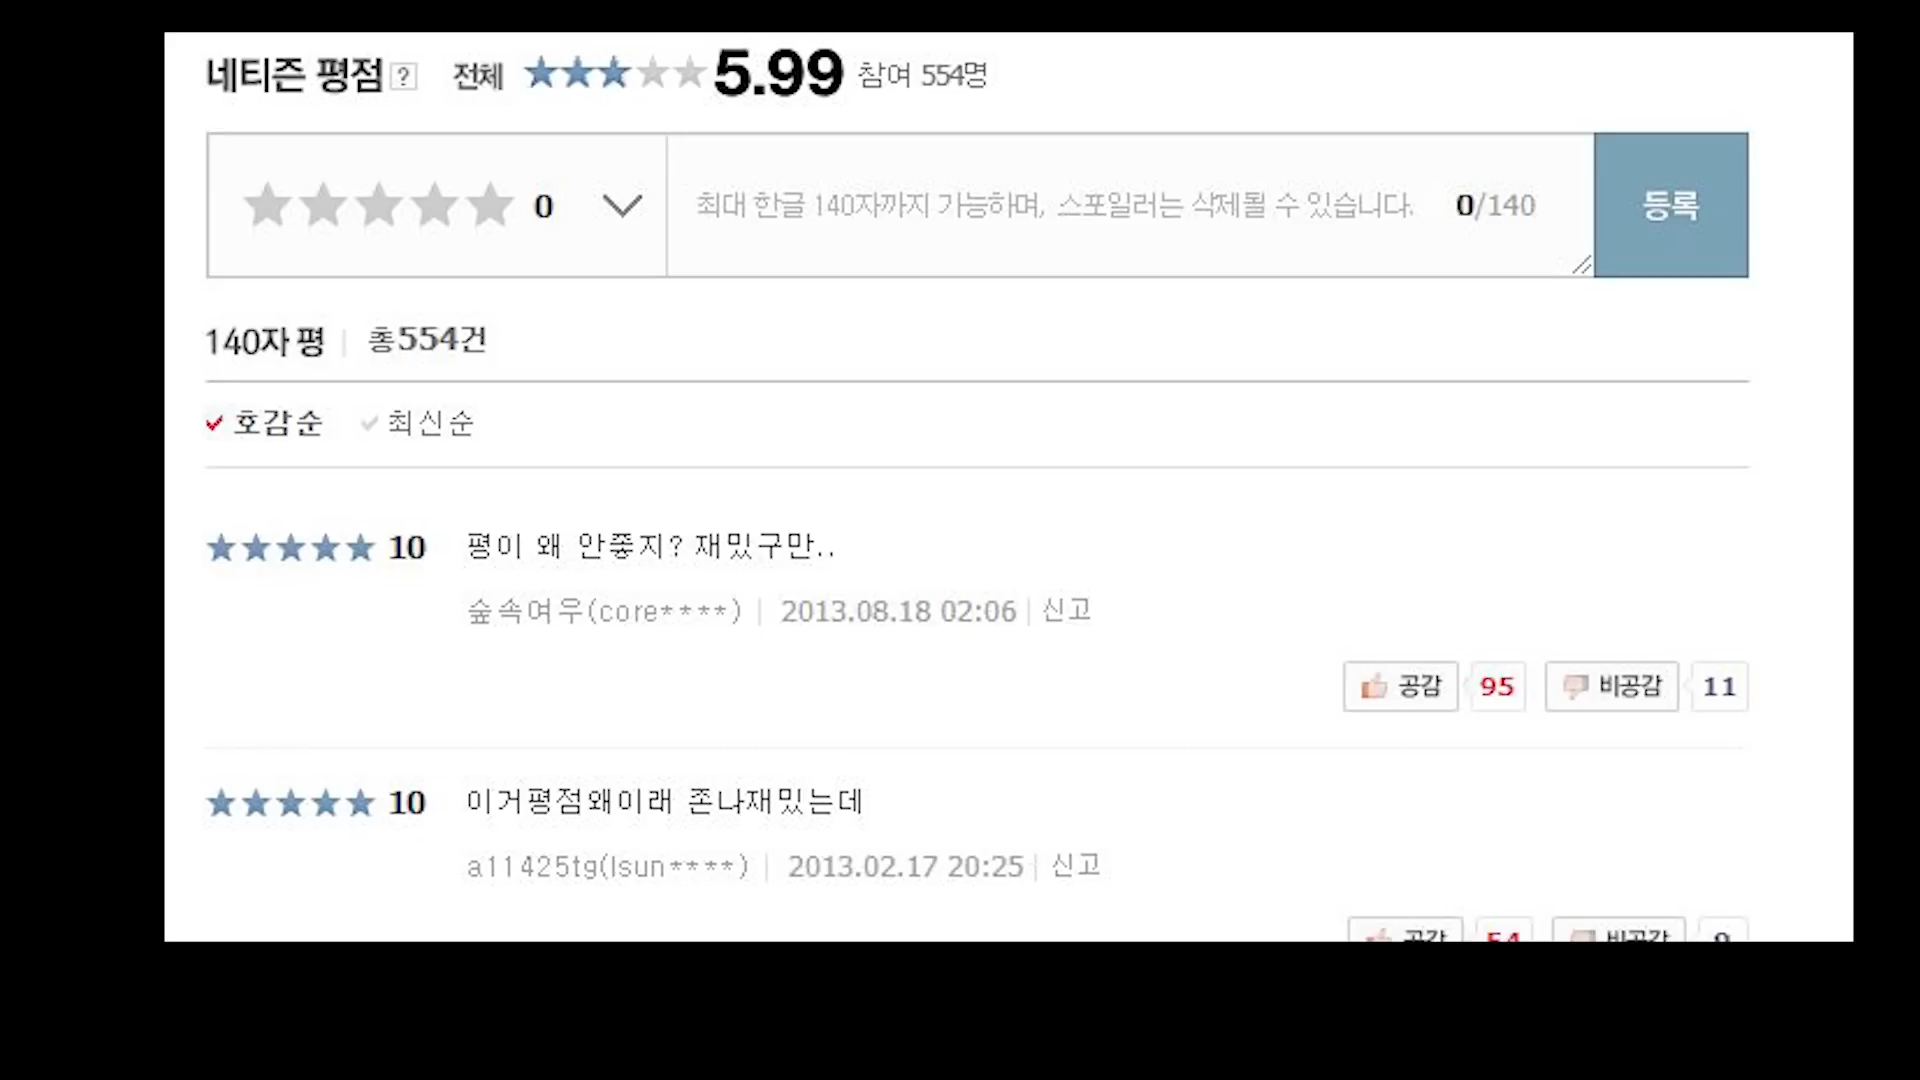 네티즌 평점 ? 전체 5.99 참여 554명
0 최대 한글 140자까지 가능하며, 스포일러는 삭제될 수 있습니다. 0/140 등록
140자 평 총554건
호감순 최신순
10 평이 왜 안좋지? 재밌구만..
숲속여우(core****) 2013.08.18 02:06 신고
공감 95 비공감 11
10 이거평점왜이래 존나재밌는데
a11425tg(lsun****) 2013.02.17 20:25 신고
공감 54 비공감